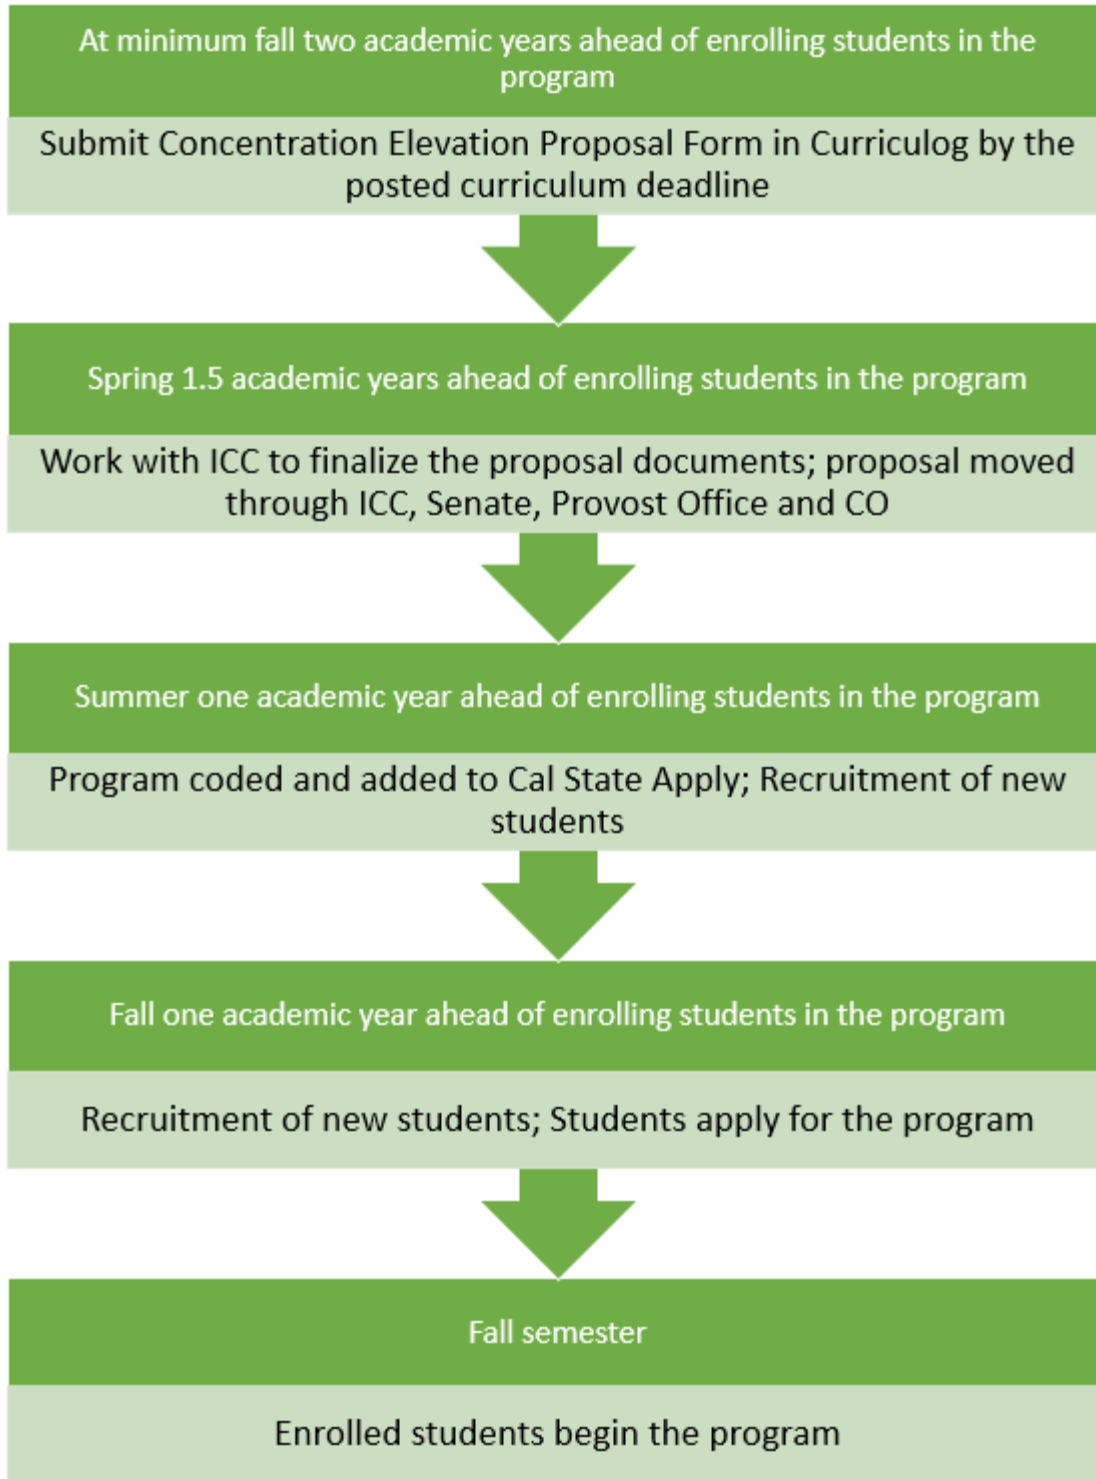 At minimum fall two academic years ahead of enrolling students in the
program
Submit Concentration Elevation Proposal Form in Curriculog by the
posted curriculum deadline
Spring 1.5 academic years ahead of enrolling students in the program
Work with ICC to finalize the proposal documents; proposal moved
through ICC, Senate, Provost Office and CO
Summer one academic year ahead of enrolling students in the program
Program coded and added to Cal State Apply; Recruitment of new
students
Fall one academic year ahead of enrolling students in the program
Recruitment of new students; Students apply for the program
Fall semester
Enrolled students begin the program